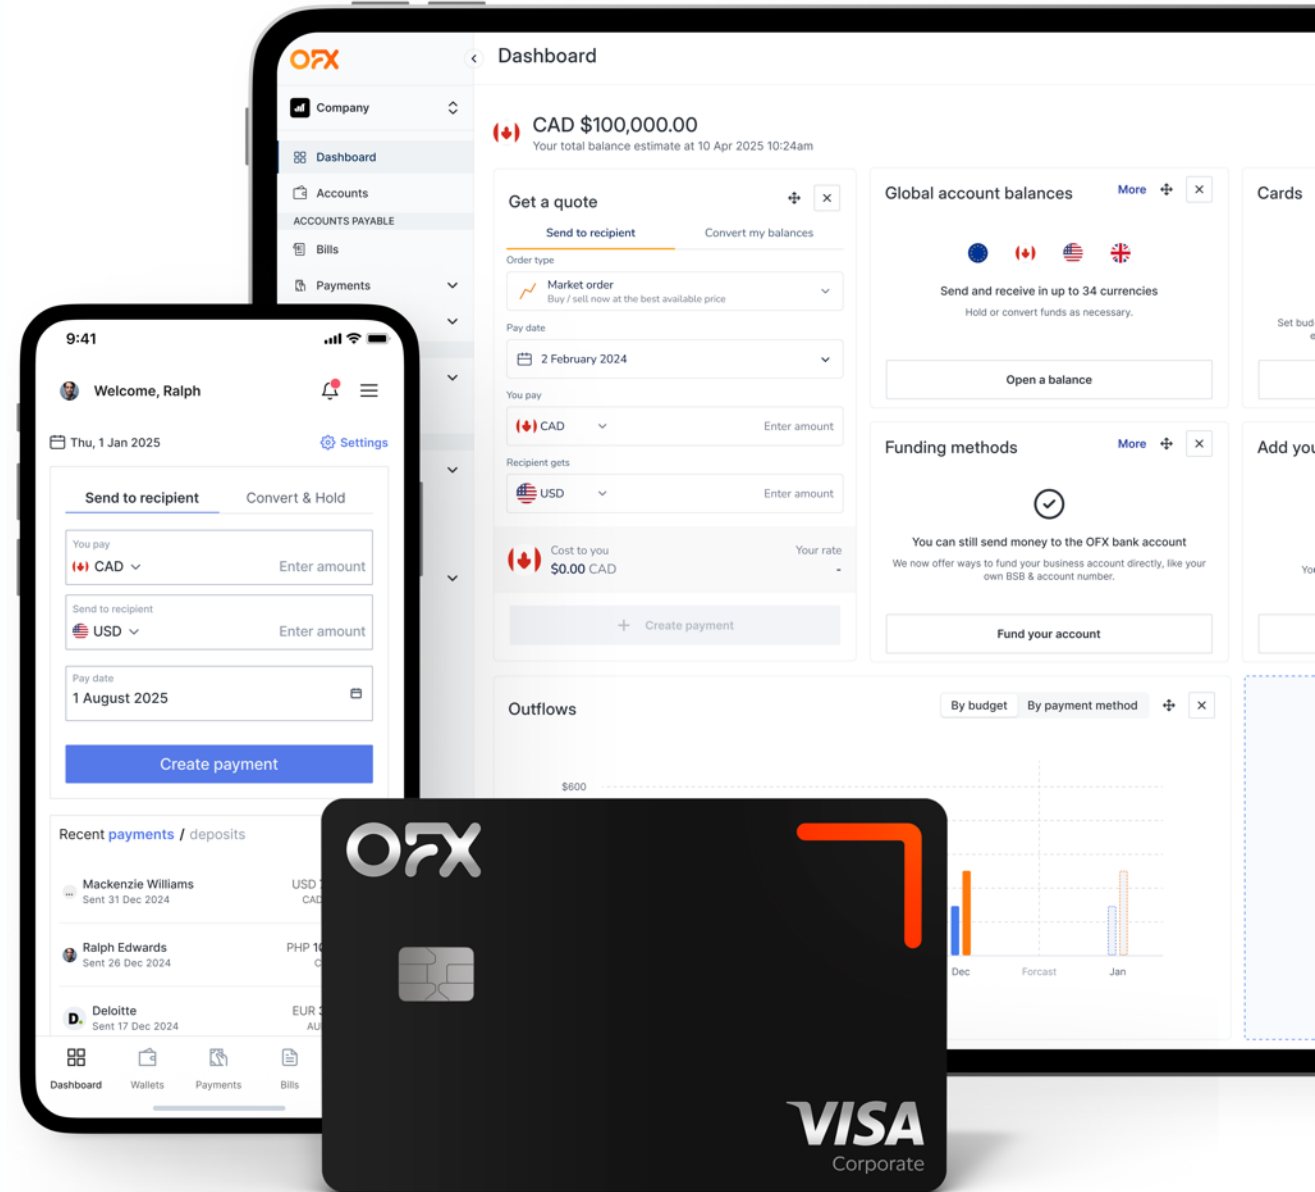 OFX
Dashboard
Company
CAD $100,000.00
Your total balance estimate at 10 Apr 2025 10:24am
Dashboard
Accounts
ACCOUNTS PAYABLE
Bills
Payments
Get a quote
Send to recipient
Convert my balances
Order type
Market order
Buy / sell now at the best available price
Pay date
2 February 2024
You pay
CAD
Enter amount
Recipient gets
USD
Enter amount
Cost to you
$0.00 CAD
Your rate
-
+ Create payment
Global account balances
More
Send and receive in up to 34 currencies
Hold or convert funds as necessary.
Open a balance
Cards
Set bud
e
Funding methods
More
You can still send money to the OFX bank account
We now offer ways to fund your business account directly, like your
own BSB & account number.
Fund your account
Add you
Outflows
By budget
By payment method
$600
Dec
Forcast
Jan
9:41
Welcome, Ralph
Thu, 1 Jan 2025
Settings
Send to recipient
Convert & Hold
You pay
CAD
Enter amount
Send to recipient
USD
Enter amount
Pay date
1 August 2025
Create payment
Recent payments / deposits
Mackenzie Williams
USD
Sent 31 Dec 2024
CAD
Ralph Edwards
PHP 10
Sent 26 Dec 2024
C
D.
Deloitte
EUR
Sent 17 Dec 2024
AU
Dashboard
Wallets
Payments
Bills
OFX
VISA
Corporate